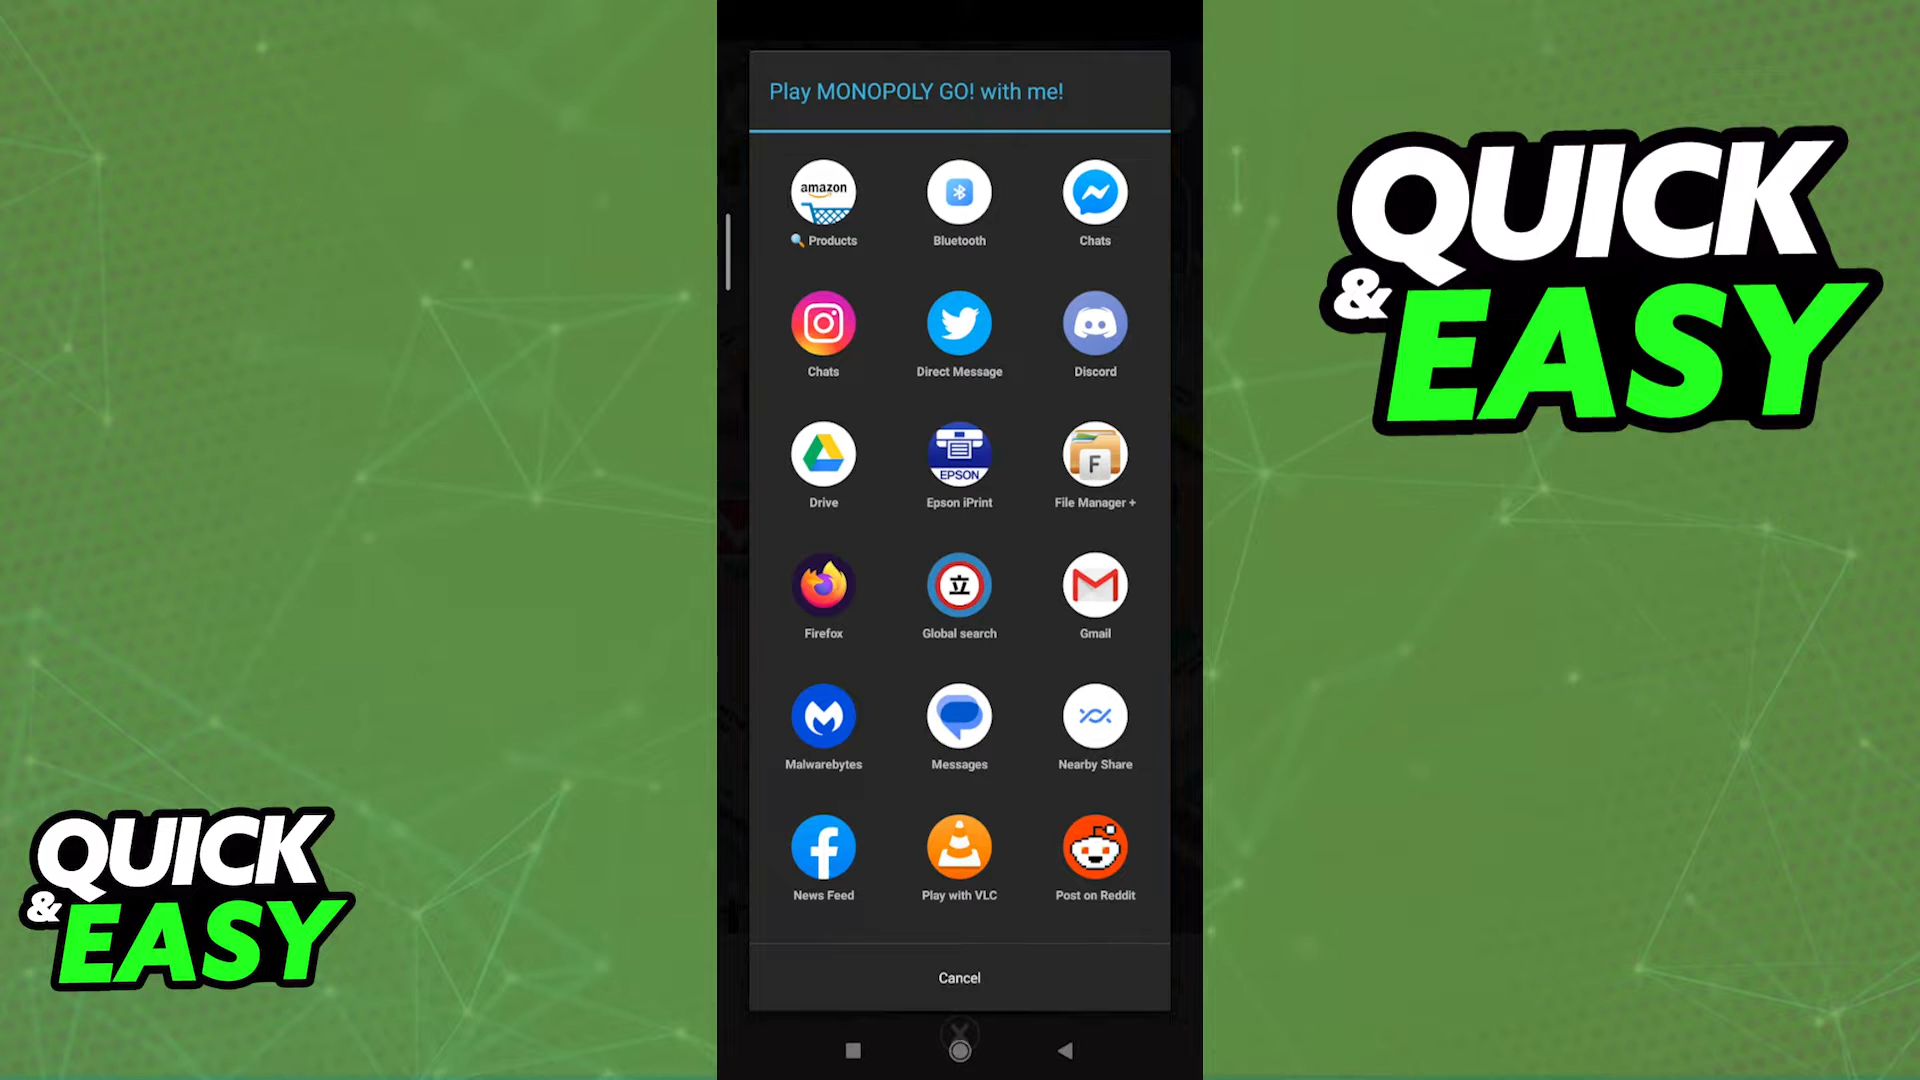 Play MONOPOLY GO! with me!
amazon
🔍 Products
Bluetooth
Chats
Chats
Direct Message
Discord
Drive
EPSON
Epson iPrint
F
File Manager +
Firefox
立
Global search
Gmail
Malwarebytes
Messages
Nearby Share
News Feed
Play with VLC
Post on Reddit
Cancel
QUICK
& EASY
QUICK
& EASY